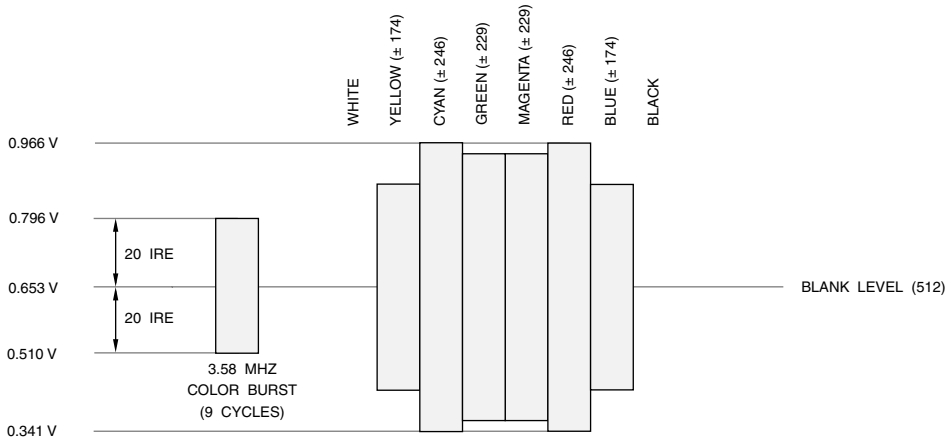 WHITE
YELLOW (± 174)
CYAN (± 246)
GREEN (± 229)
MAGENTA (± 229)
RED (± 246)
BLUE (± 174)
BLACK
0.966 V
0.796 V
20 IRE
0.653 V
BLANK LEVEL (512)
20 IRE
0.510 V
3.58 MHZ
COLOR BURST
(9 CYCLES)
0.341 V